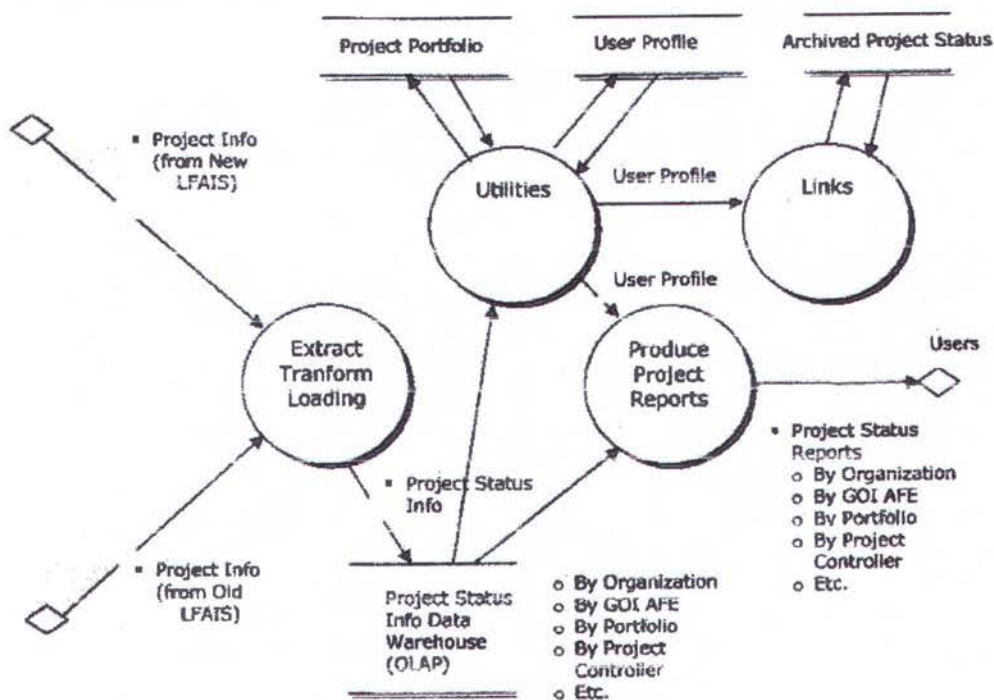 Project Portfolio
User Profile
Archived Project Status
▪ Project Info
(from New
LFAIS)
Utilities
User Profile
Links
User Profile
Extract
Tranform
Loading
Produce
Project
Reports
Users
▪ Project Status
Reports
o By Organization
o By GOI AFE
o By Portfolio
o By Project
Controller
o Etc.
▪ Project Status
Info
▪ Project Info
(from Old
LFAIS)
Project Status
Info Data
Warehouse
(OLAP)
o By Organization
o By GOI AFE
o By Portfolio
o By Project
Controller
o Etc.